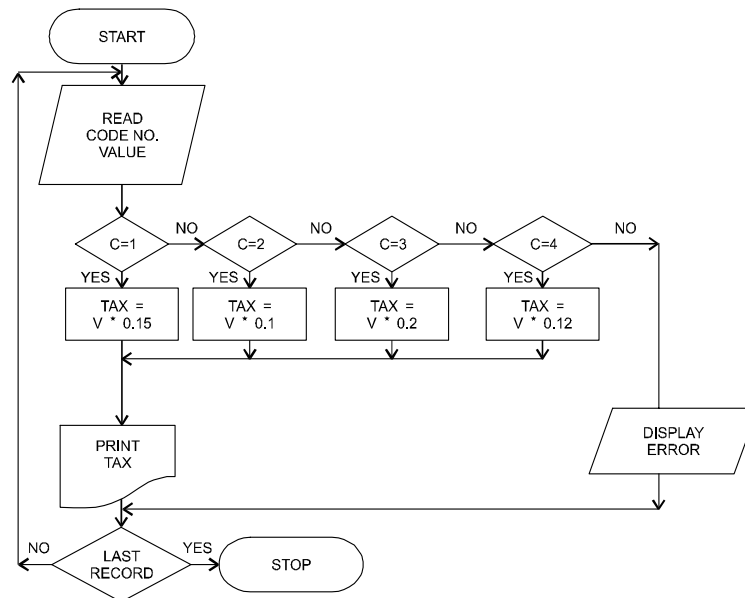 START
READ
CODE NO.
VALUE
C=1
NO
C=2
NO
C=3
NO
C=4
NO
YES
YES
YES
YES
TAX =
V * 0.15
TAX =
V * 0.1
TAX =
V * 0.2
TAX =
V * 0.12
PRINT
TAX
DISPLAY
ERROR
NO
LAST
RECORD
YES
STOP